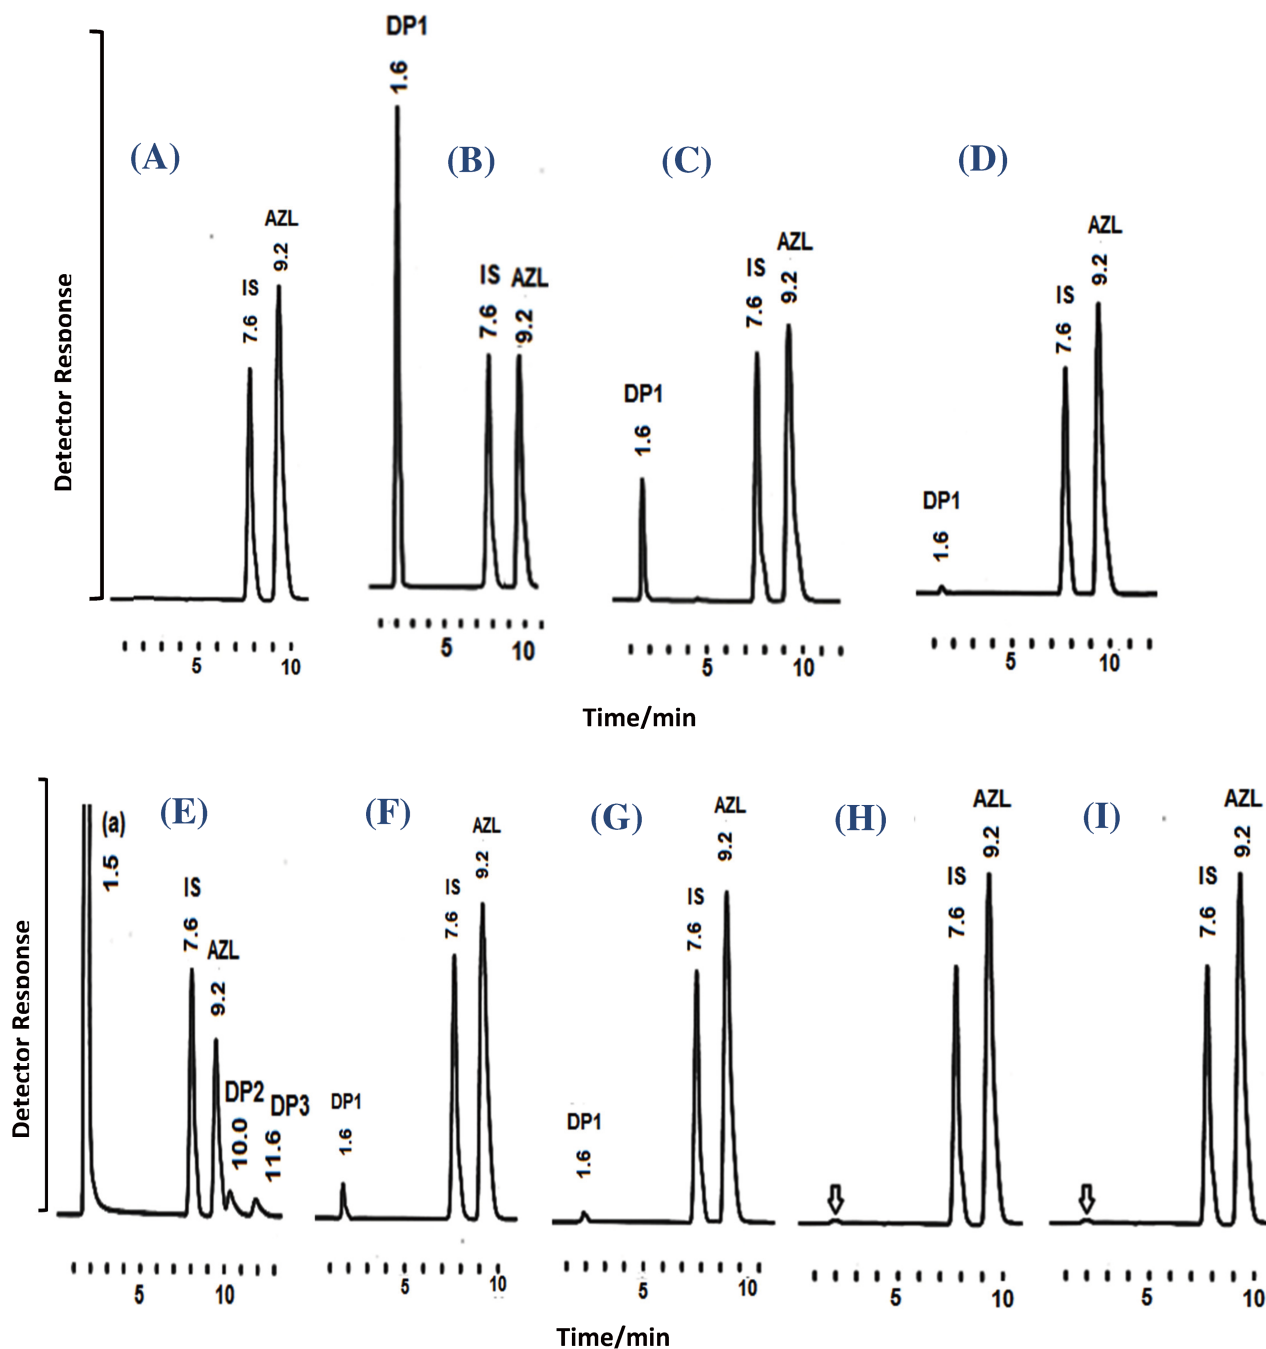 Detector Response
(A)
IS
7.6
AZL
9.2
5
10
DP1
1.6
(B)
IS
7.6
AZL
9.2
5
10
(C)
DP1
1.6
IS
7.6
AZL
9.2
5
10
(D)
DP1
1.6
IS
7.6
AZL
9.2
5
10
Time/min
Detector Response
(a)
1.5
(E)
IS
7.6
AZL
9.2
DP2
10.0
DP3
11.6
5
10
(F)
DP1
1.6
IS
7.6
AZL
9.2
5
10
(G)
DP1
1.6
IS
7.6
AZL
9.2
5
10
(H)
IS
7.6
AZL
9.2
5
10
(I)
IS
7.6
AZL
9.2
5
10
Time/min